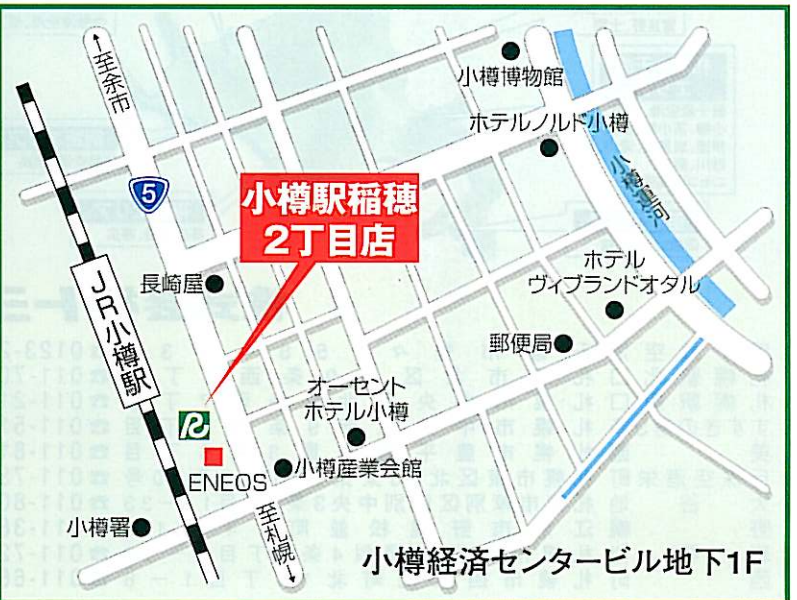 ←至余市
小樽博物館
ホテルノルド小樽
5
小樽運河
小樽駅稲穂
2丁目店
長崎屋
ホテル
ヴィブランドオタル
JR小樽駅
郵便局
オーセント
ホテル小樽
R
ENEOS
小樽産業会館
小樽署
至札幌→
小樽経済センタービル地下1F